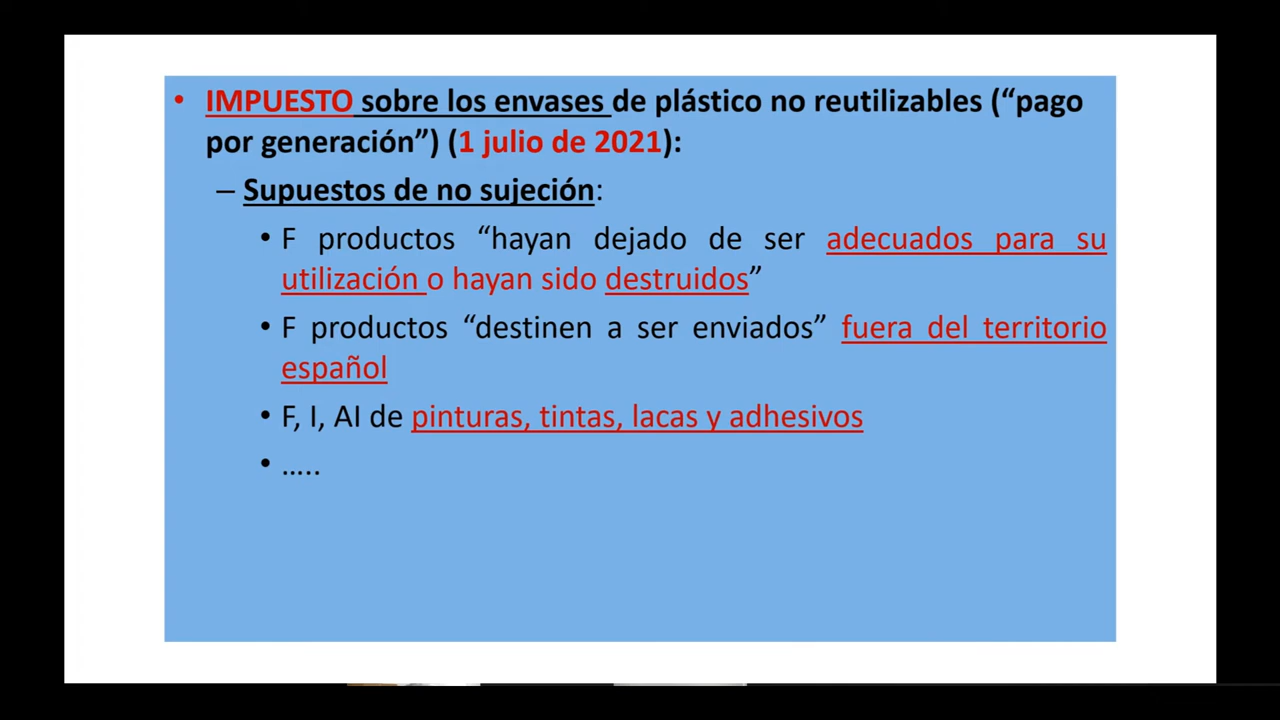 • IMPUESTO sobre los envases de plástico no reutilizables (“pago
por generación”) (1 julio de 2021):
– Supuestos de no sujeción:
• F productos “hayan dejado de ser adecuados para su
utilización o hayan sido destruidos”
• F productos “destinen a ser enviados” fuera del territorio
español
• F, I, AI de pinturas, tintas, lacas y adhesivos
• …..